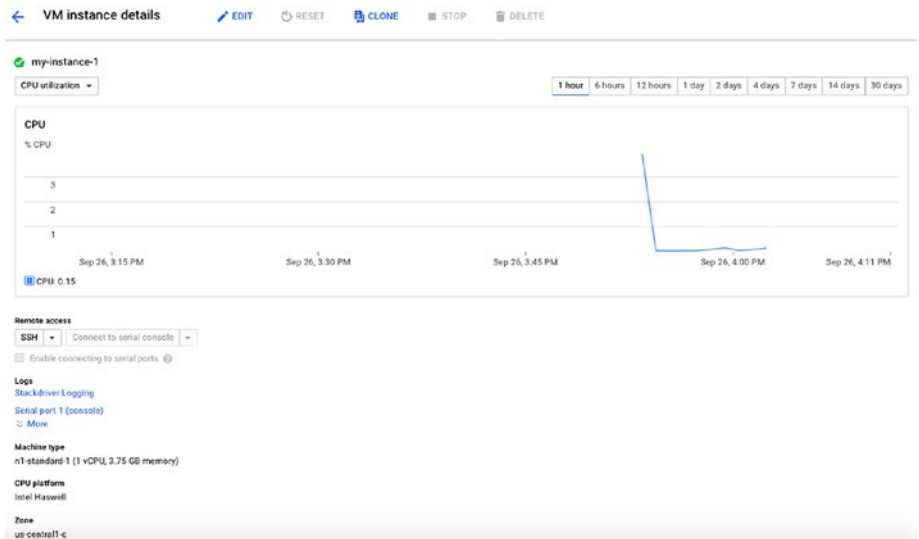 VM instance details EDIT RESET CLONE STOP DELETE
my-instance-1
CPU utilization 1 hour 6 hours 12 hours 1 day 2 days 4 days 7 days 14 days 30 days
CPU
% CPU
3
2
1
Sep 26, 3:15 PM Sep 26, 3:30 PM Sep 26, 3:45 PM Sep 26, 4:00 PM Sep 26, 4:11 PM
CPU: 0.15
Remote access
SSH Connect to serial console
Enable connecting to serial ports
Logs
Stackdriver Logging
Serial port 1 (console)
More
Machine type
n1-standard-1 (1 vCPU, 3.75 GB memory)
CPU platform
Intel Haswell
Zone
us-central1-c